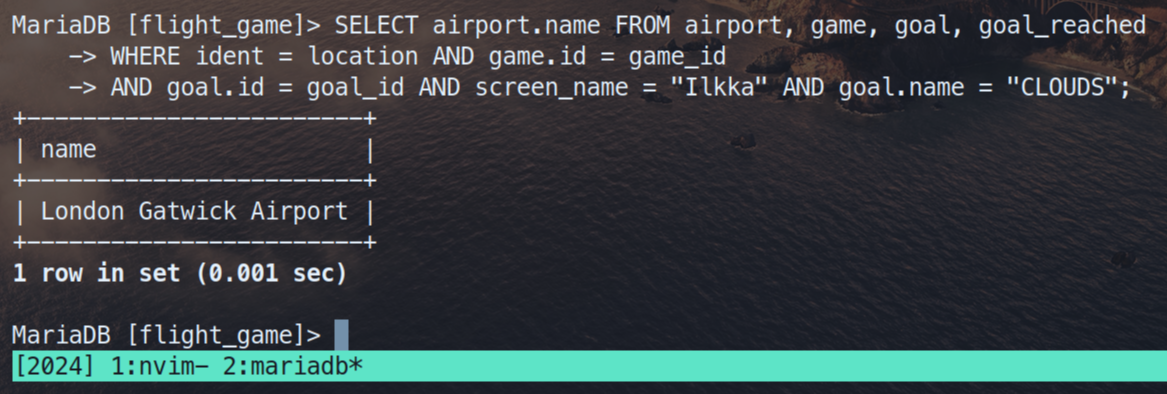 MariaDB [flight_game]> SELECT airport.name FROM airport, game, goal, goal_reached
    -> WHERE ident = location AND game.id = game_id
    -> AND goal.id = goal_id AND screen_name = "Ilkka" AND goal.name = "CLOUDS";
+------------------------+
| name                   |
+------------------------+
| London Gatwick Airport |
+------------------------+
1 row in set (0.001 sec)

MariaDB [flight_game]>
[2024] 1:nvim- 2:mariadb*